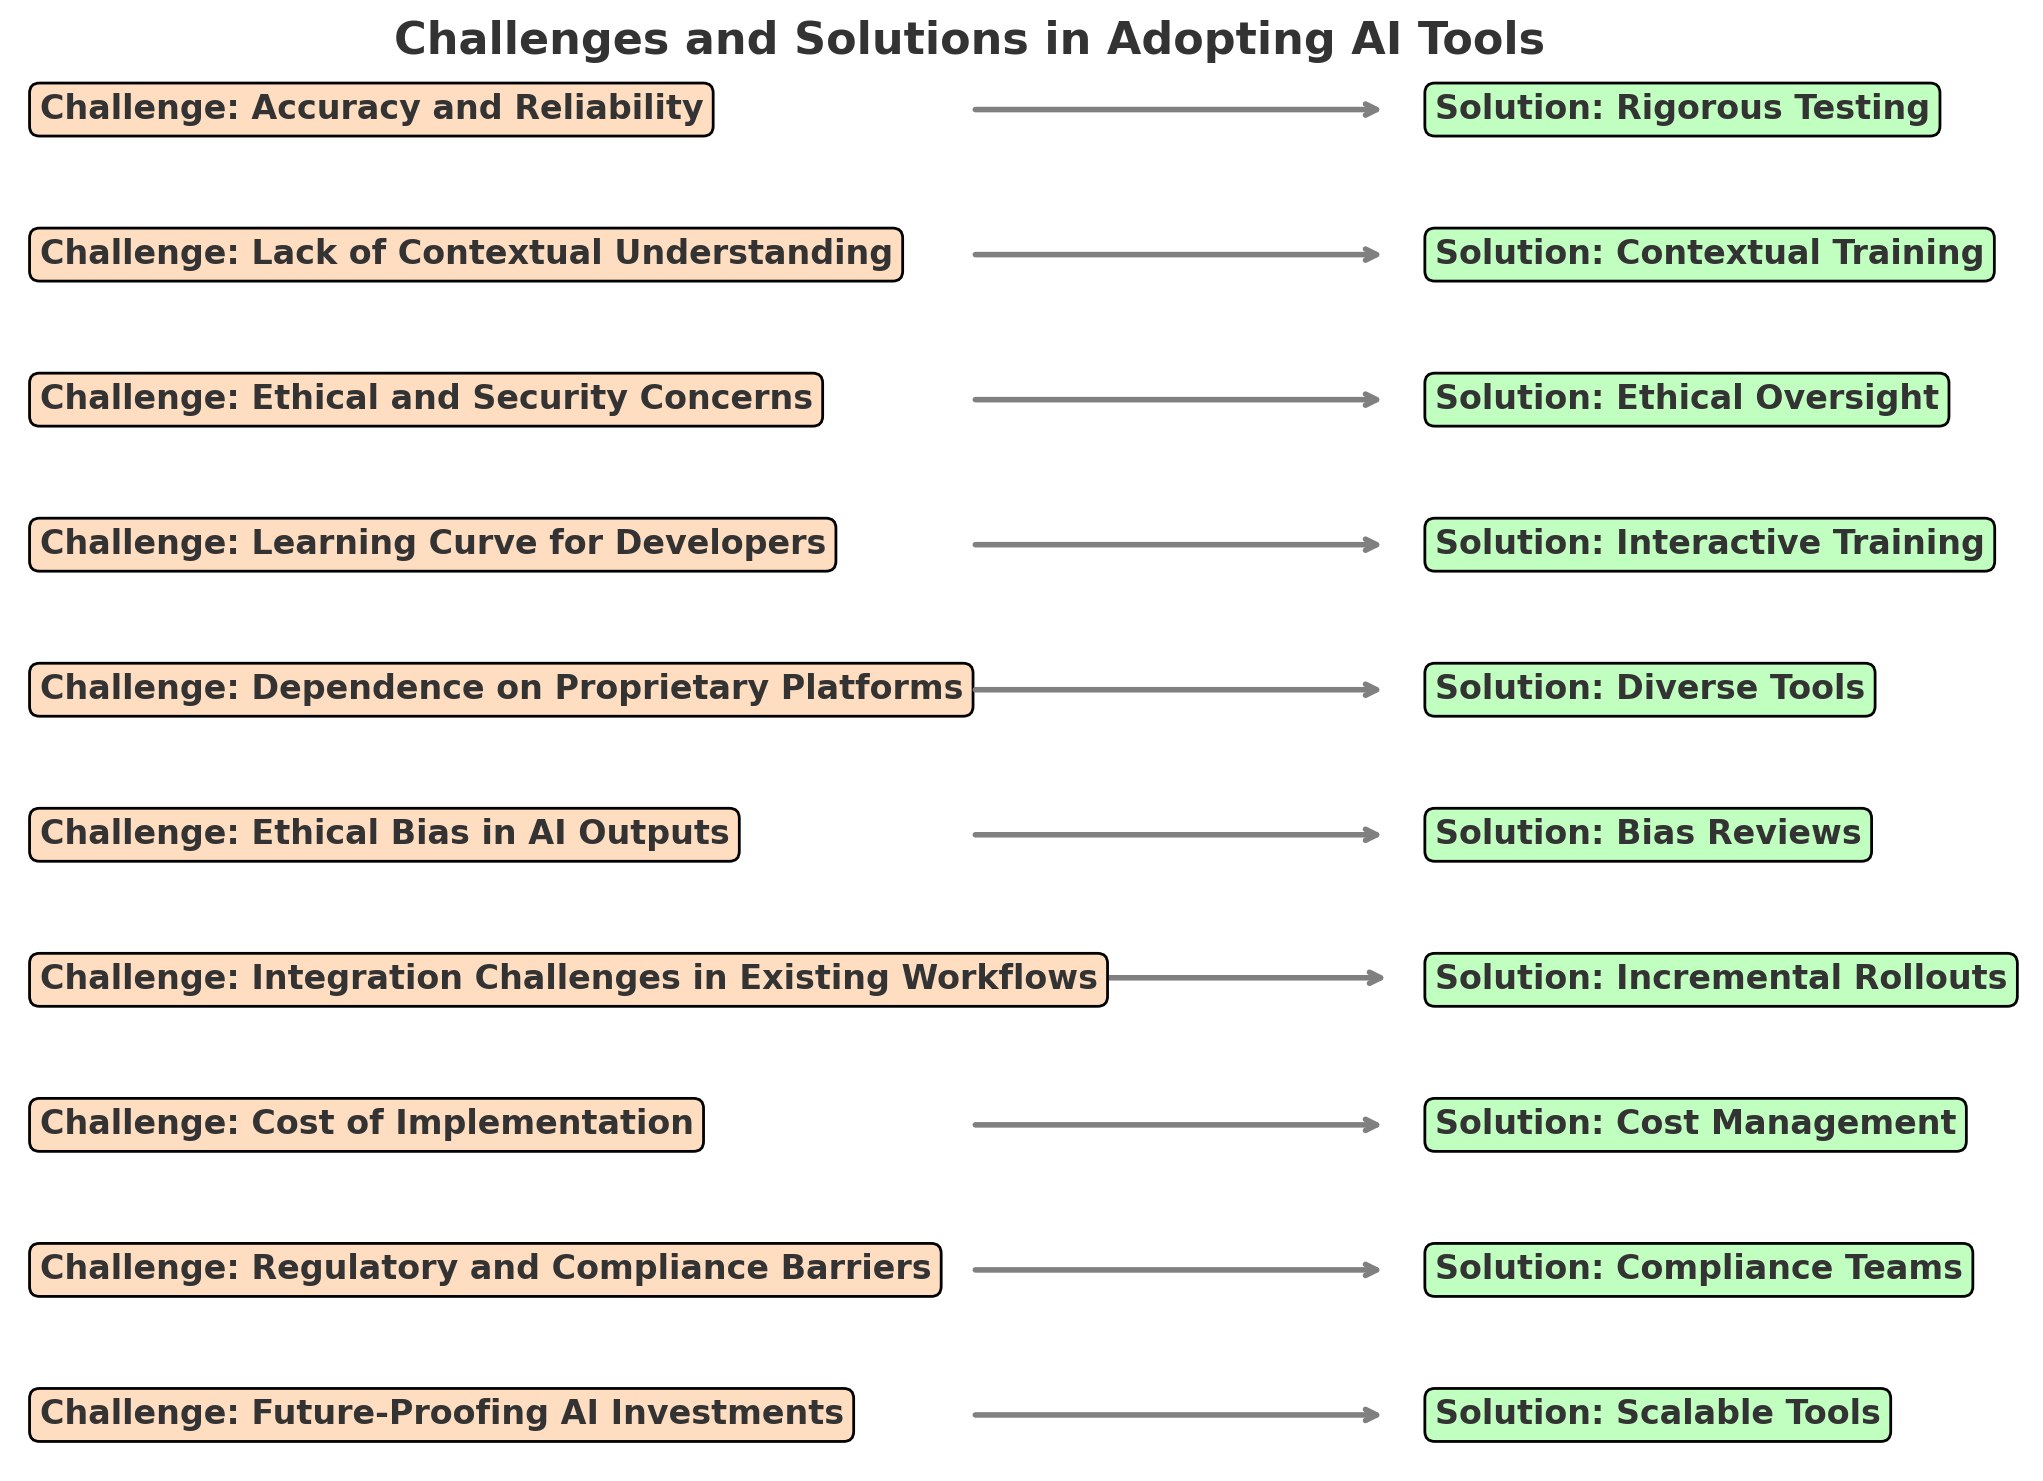 Challenges and Solutions in Adopting AI Tools
Challenge: Accuracy and Reliability
Solution: Rigorous Testing
Challenge: Lack of Contextual Understanding
Solution: Contextual Training
Challenge: Ethical and Security Concerns
Solution: Ethical Oversight
Challenge: Learning Curve for Developers
Solution: Interactive Training
Challenge: Dependence on Proprietary Platforms
Solution: Diverse Tools
Challenge: Ethical Bias in AI Outputs
Solution: Bias Reviews
Challenge: Integration Challenges in Existing Workflows
Solution: Incremental Rollouts
Challenge: Cost of Implementation
Solution: Cost Management
Challenge: Regulatory and Compliance Barriers
Solution: Compliance Teams
Challenge: Future-Proofing AI Investments
Solution: Scalable Tools